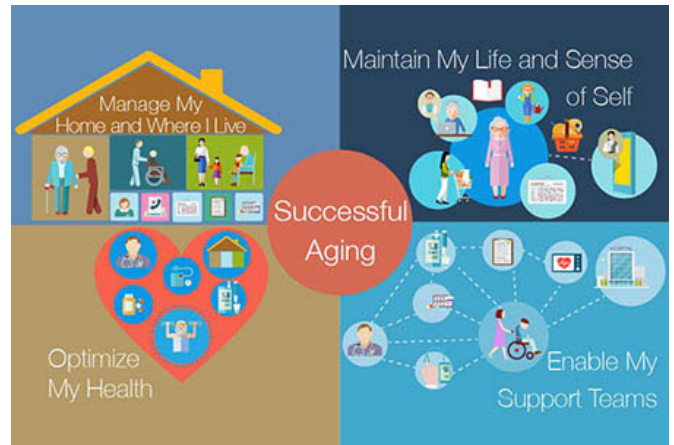 Manage My
Home and Where I Live
Maintain My Life and Sense
of Self
Successful
Aging
Optimize
My Health
HOSPITAL
Enable My
Support Teams